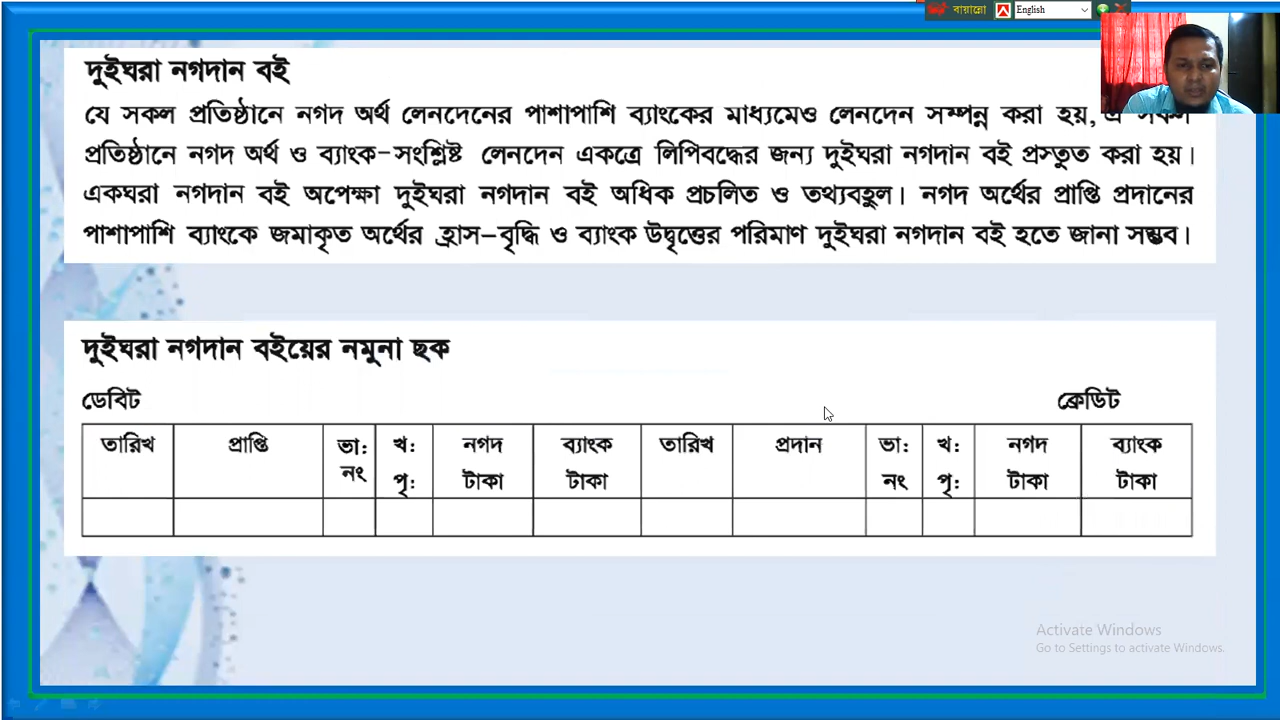 বায়ান্নো English
দুইঘরা নগদান বই
যে সকল প্রতিষ্ঠানে নগদ অর্থ লেনদেনের পাশাপাশি ব্যাংকের মাধ্যমেও লেনদেন সম্পন্ন করা হয়,
প্রতিষ্ঠানে নগদ অর্থ ও ব্যাংক-সংশ্লিষ্ট লেনদেন একত্রে লিপিবদ্ধের জন্য দুইঘরা নগদান বই প্রস্তুত করা হয়।
একঘরা নগদান বই অপেক্ষা দুইঘরা নগদান বই অধিক প্রচলিত ও তথ্যবহুল। নগদ অর্থের প্রাপ্তি প্রদানের
পাশাপাশি ব্যাংকে জমাকৃত অর্থের হ্রাস-বৃদ্ধি ও ব্যাংক উদ্বৃত্তের পরিমাণ দুইঘরা নগদান বই হতে জানা সম্ভব।
দুইঘরা নগদান বইয়ের নমুনা ছক
ডেবিট ক্রেডিট
তারিখ প্রাপ্তি ভা: খ: নগদ ব্যাংক তারিখ প্রদান ভা: খ: নগদ ব্যাংক
নং পৃ: টাকা টাকা নং পৃ: টাকা টাকা
Activate Windows
Go to Settings to activate Windows.